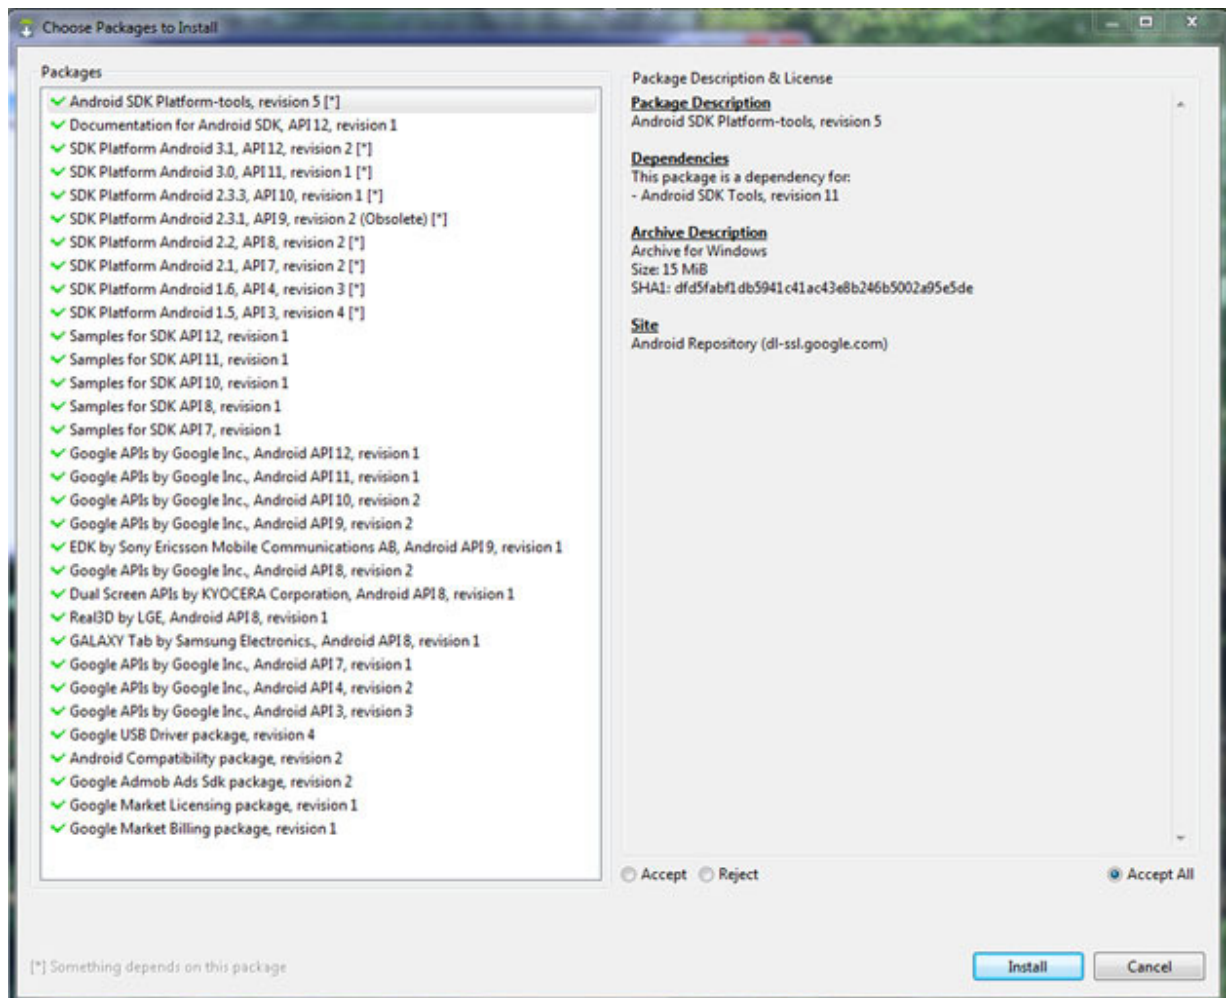 Choose Packages to Install
Packages
Android SDK Platform-tools, revision 5 [*]
Documentation for Android SDK, API 12, revision 1
SDK Platform Android 3.1, API 12, revision 2 [*]
SDK Platform Android 3.0, API 11, revision 1 [*]
SDK Platform Android 2.3.3, API 10, revision 1 [*]
SDK Platform Android 2.3.1, API 9, revision 2 (Obsolete) [*]
SDK Platform Android 2.2, API 8, revision 2 [*]
SDK Platform Android 2.1, API 7, revision 2 [*]
SDK Platform Android 1.6, API 4, revision 3 [*]
SDK Platform Android 1.5, API 3, revision 4 [*]
Samples for SDK API 12, revision 1
Samples for SDK API 11, revision 1
Samples for SDK API 10, revision 1
Samples for SDK API 8, revision 1
Samples for SDK API 7, revision 1
Google APIs by Google Inc., Android API 12, revision 1
Google APIs by Google Inc., Android API 11, revision 1
Google APIs by Google Inc., Android API 10, revision 2
Google APIs by Google Inc., Android API 9, revision 2
EDK by Sony Ericsson Mobile Communications AB, Android API 9, revision 1
Google APIs by Google Inc., Android API 8, revision 2
Dual Screen APIs by KYOCERA Corporation, Android API 8, revision 1
Real3D by LGE, Android API 8, revision 1
GALAXY Tab by Samsung Electronics., Android API 8, revision 1
Google APIs by Google Inc., Android API 7, revision 1
Google APIs by Google Inc., Android API 4, revision 2
Google APIs by Google Inc., Android API 3, revision 3
Google USB Driver package, revision 4
Android Compatibility package, revision 2
Google Admob Ads Sdk package, revision 2
Google Market Licensing package, revision 1
Google Market Billing package, revision 1
Package Description & License
Package Description
Android SDK Platform-tools, revision 5
Dependencies
This package is a dependency for:
- Android SDK Tools, revision 11
Archive Description
Archive for Windows
Size: 15 MiB
SHA1: dfd5fabf1db5941c41ac43e8b246b5002a95e5de
Site
Android Repository (dl-ssl.google.com)
Accept Reject Accept All
[*] Something depends on this package
Install Cancel